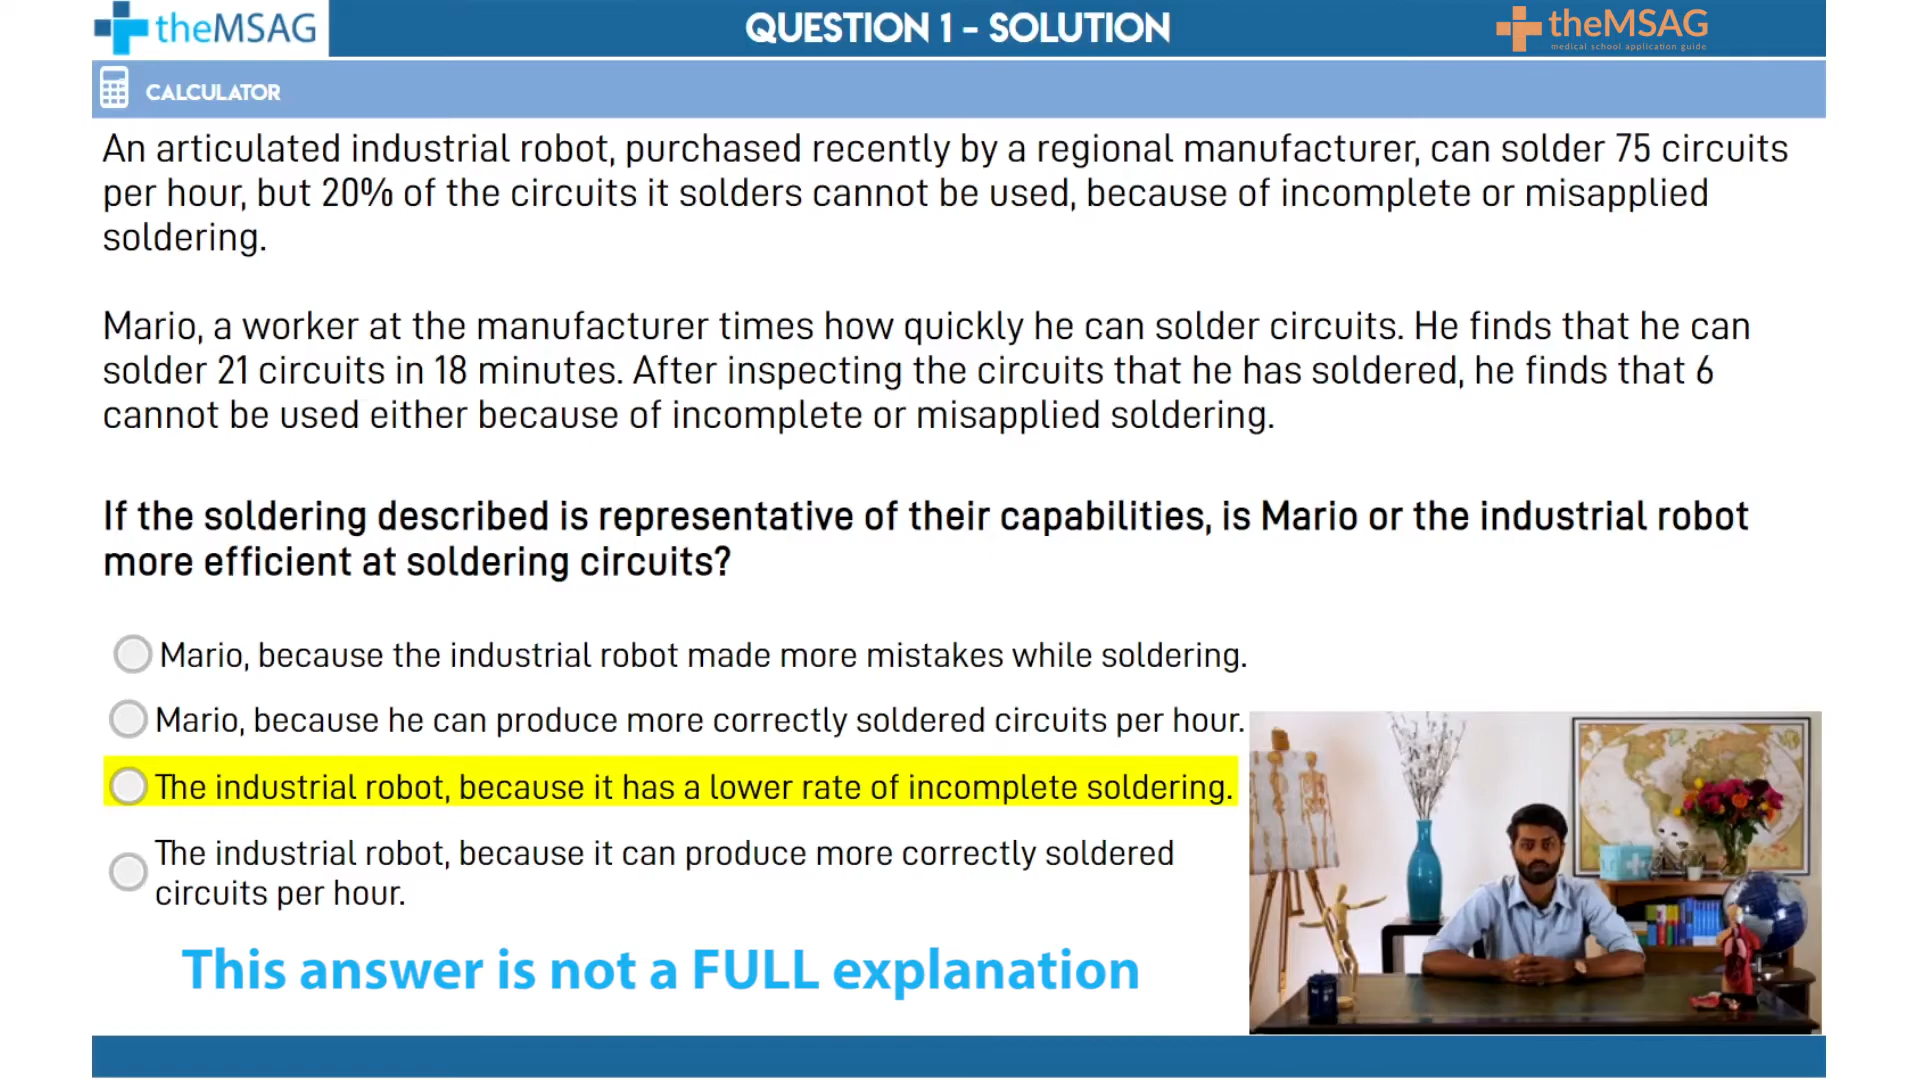 theMSAG
QUESTION 1 - SOLUTION
theMSAG
medical school application guide
CALCULATOR
An articulated industrial robot, purchased recently by a regional manufacturer, can solder 75 circuits
per hour, but 20% of the circuits it solders cannot be used, because of incomplete or misapplied
soldering.
Mario, a worker at the manufacturer times how quickly he can solder circuits. He finds that he can
solder 21 circuits in 18 minutes. After inspecting the circuits that he has soldered, he finds that 6
cannot be used either because of incomplete or misapplied soldering.
If the soldering described is representative of their capabilities, is Mario or the industrial robot
more efficient at soldering circuits?
Mario, because the industrial robot made more mistakes while soldering.
Mario, because he can produce more correctly soldered circuits per hour.
The industrial robot, because it has a lower rate of incomplete soldering.
The industrial robot, because it can produce more correctly soldered
circuits per hour.
This answer is not a FULL explanation